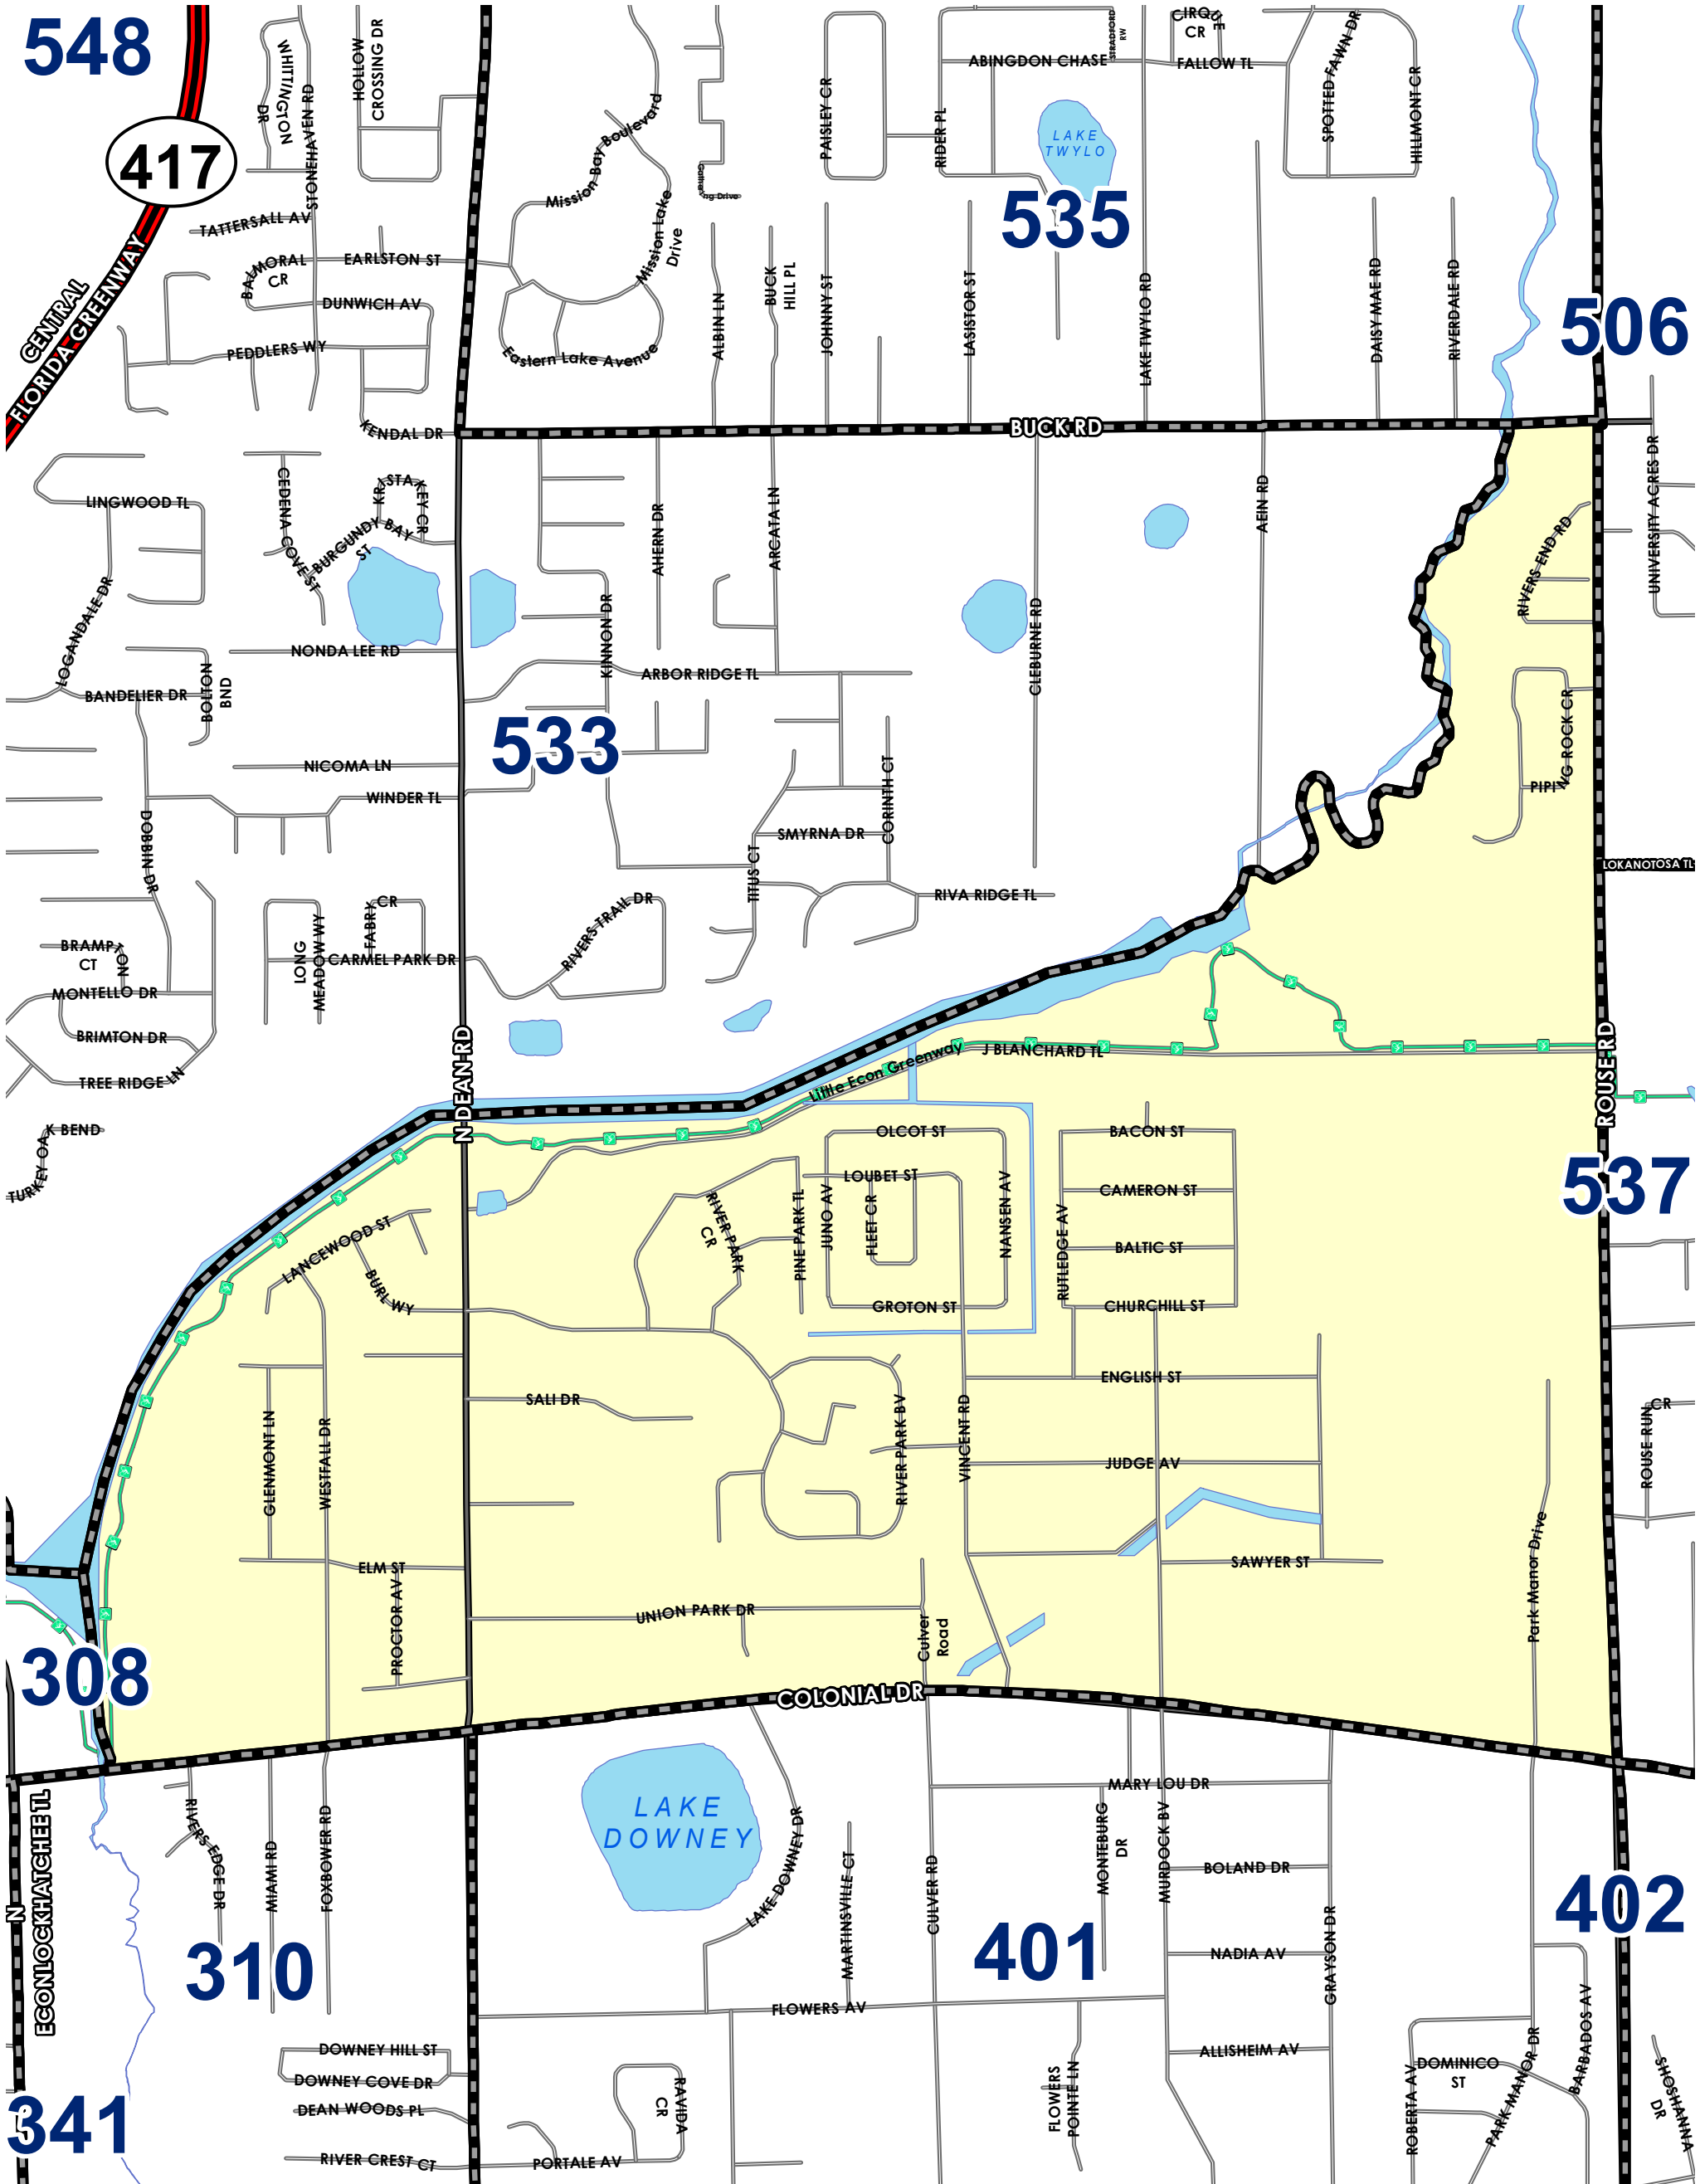 548
417
CENTRAL
FLORIDA GREENWAY
WHITTINGTON
DR
STONEHAVEN RD
HOLLOW
CROSSING DR
TATTERSALL AV
BALMORAL
CR
EARLSTON ST
DUNWICH AV
PEDDLERS WY
KENDAL DR
Mission Bay Boulevard
Mission Lake
Drive
Eastern Lake Avenue
ALBIN LN
BUCK
HILL PL
PAISLEY CR
JOHNNY ST
RIDER PL
LASISTOR ST
ABINGDON CHASE
STRADFORD
RW
CIRQUE
CR
FALLOW TL
LAKE
TWYLO
535
LAKE TWYLO RD
SPOTTED FAWN DR
HILLMONT CR
DAISY MAE RD
RIVERDALE RD
506
BUCK RD
LINGWOOD TL
CEDENA COVE ST
KRISTA KEY CR
BURGUNDY BAY
ST
LOGANDALE DR
NONDA LEE RD
BANDELIER DR
BOLTON
BND
NICOMA LN
WINDER TL
DOBBIN DR
AHERN DR
ARCATA LN
KINNON DR
ARBOR RIDGE TL
533
CLEBURNE RD
AEIN RD
RIVERS END RD
UNIVERSITY ACRES DR
PIPING ROCK CR
LOKANOTOSA TL
CORINTH CT
SMYRNA DR
TITUS CT
RIVA RIDGE TL
RIVERS TRAIL DR
FABRY CR
LONG
MEADOW WY
CARMEL PARK DR
BRAMPTON
CT
MONTELLO DR
BRIMTON DR
TREE RIDGE LN
TURKEY OAK BEND
N DEAN RD
Little Econ Greenway
J BLANCHARD TL
ROUSE RD
537
OLCOT ST
LOUBET ST
JUNO AV
FLEET CR
NANSEN AV
GROTON ST
BACON ST
CAMERON ST
BALTIC ST
RUTLEDGE AV
CHURCHILL ST
RIVER PARK
CR
PINE PARK TL
LANCEWOOD ST
BURL WY
GLENMONT LN
WESTFALL DR
SALI DR
RIVER PARK BV
VINCENT RD
ENGLISH ST
JUDGE AV
SAWYER ST
Park Manor Drive
ROUSE RUN CR
ELM ST
PROCTOR AV
UNION PARK DR
Culver
Road
308
COLONIAL DR
N
ECONLOCKHATCHEE TL
RIVERS EDGE DR
MIAMI RD
FOXBOWER RD
310
LAKE
DOWNEY
LAKE DOWNEY DR
MARTINSVILLE CT
CULVER RD
MARY LOU DR
MONTEBURG
DR
MURDOCK BV
BOLAND DR
401
NADIA AV
GRAYSON DR
402
FLOWERS AV
ALLISHEIM AV
DOWNEY HILL ST
DOWNEY COVE DR
DEAN WOODS PL
RIVER CREST CT
341
RAVIDA
CR
PORTALE AV
FLOWERS
POINTE LN
ROBERTA AV
DOMINICO
ST
PARK MANOR DR
BARBADOS AV
SHOSHANNA
DR